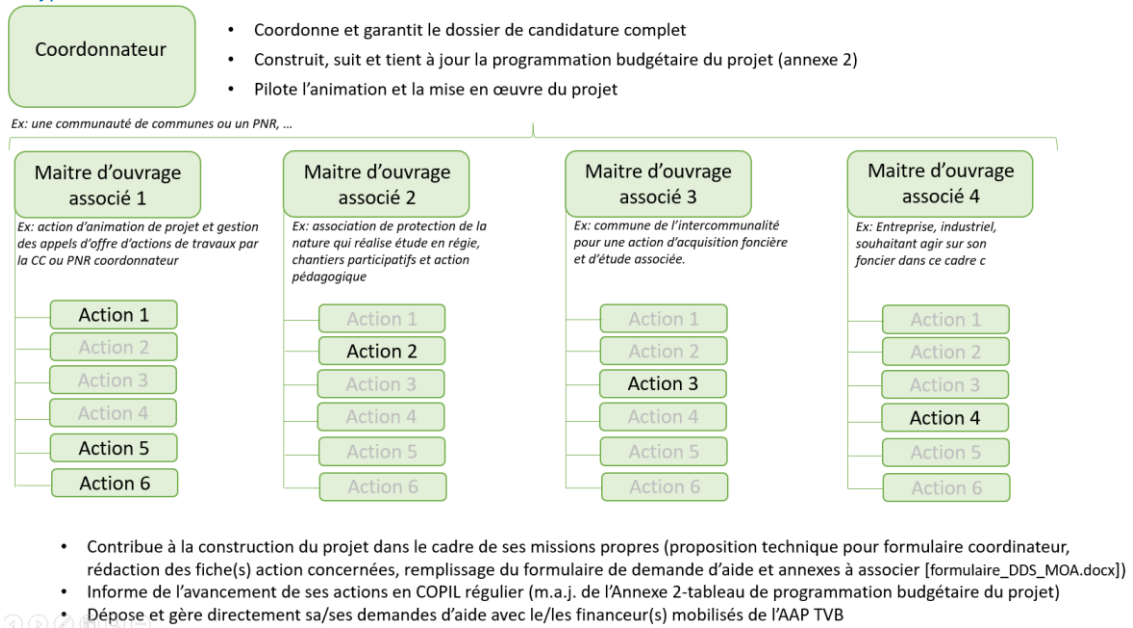 Coordonnateur
• Coordonne et garantit le dossier de candidature complet
• Construit, suit et tient à jour la programmation budgétaire du projet (annexe 2)
• Pilote l'animation et la mise en œuvre du projet
Ex: une communauté de communes ou un PNR, ...
Maitre d'ouvrage
associé 1
Ex: action d'animation de projet et gestion
des appels d'offre d'actions de travaux par
la CC ou PNR coordonnateur
Action 1
Action 2
Action 3
Action 4
Action 5
Action 6
Maitre d'ouvrage
associé 2
Ex: association de protection de la
nature qui réalise étude en régie,
chantiers participatifs et action
pédagogique
Action 1
Action 2
Action 3
Action 4
Action 5
Action 6
Maitre d'ouvrage
associé 3
Ex: commune de l'intercommunalité
pour une action d'acquisition foncière
et d'étude associée.
Action 1
Action 2
Action 3
Action 4
Action 5
Action 6
Maitre d'ouvrage
associé 4
Ex: Entreprise, industriel,
souhaitant agir sur son
foncier dans ce cadre c
Action 1
Action 2
Action 3
Action 4
Action 5
Action 6
• Contribue à la construction du projet dans le cadre de ses missions propres (proposition technique pour formulaire coordinateur,
rédaction des fiche(s) action concernées, remplissage du formulaire de demande d'aide et annexes à associer [formulaire_DDS_MOA.docx])
• Informe de l'avancement de ses actions en COPIL régulier (m.a.j. de l'Annexe 2-tableau de programmation budgétaire du projet)
• Dépose et gère directement sa/ses demandes d'aide avec le/les financeur(s) mobilisés de l'AAP TVB